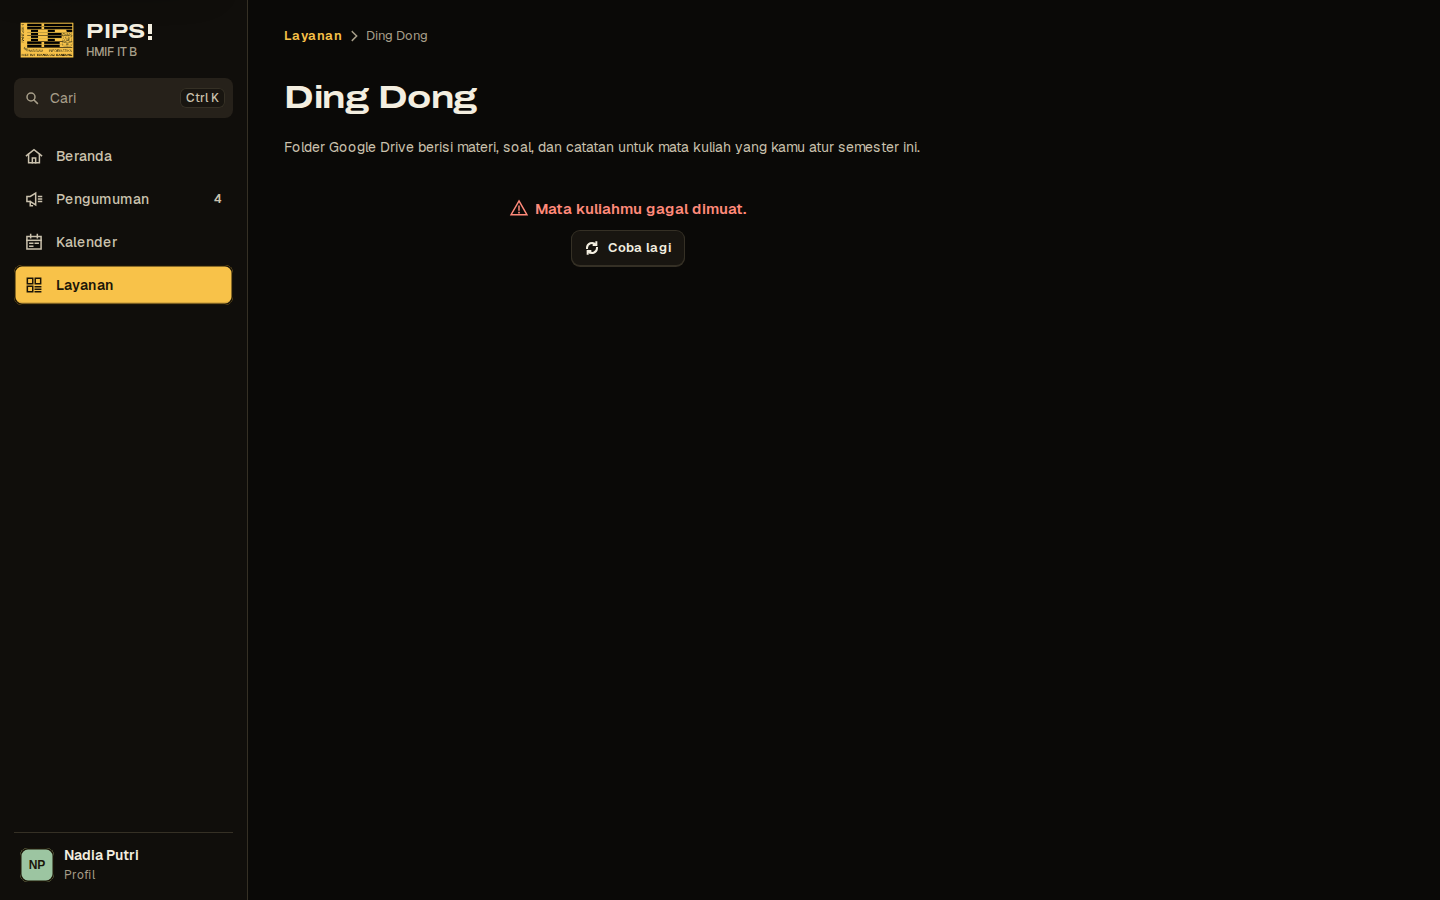 PIPS!
HMIF ITB
Cari
Ctrl K
Beranda
Pengumuman
4
Kalender
Layanan
Nadia Putri
NP
Profil
Layanan > Ding Dong
Ding Dong
Folder Google Drive berisi materi, soal, dan catatan untuk mata kuliah yang kamu atur semester ini.
Mata kuliahmu gagal dimuat.
Coba lagi